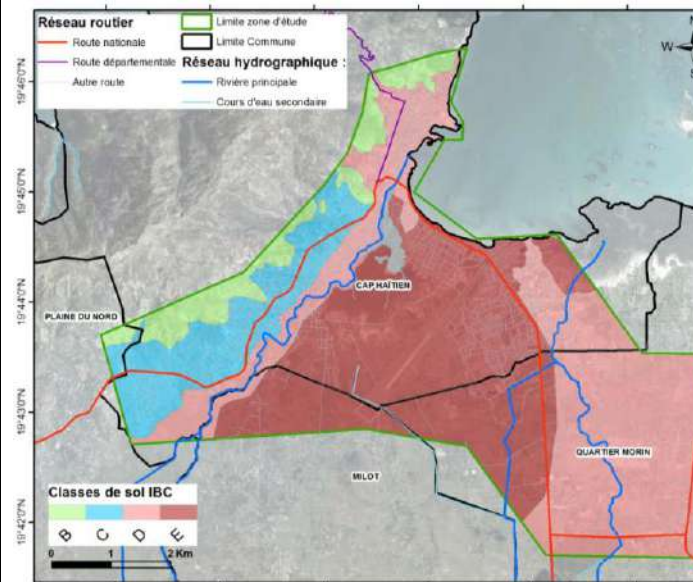 Réseau routier
Route nationale
Route départementale
Autre route
Limite zone d'étude
Limite Commune
Réseau hydrographique :
Rivière principale
Cours d'eau secondaire
W
19°46'0"N
19°45'0"N
19°44'0"N
19°43'0"N
19°42'0"N
CAP HAÏTIEN
PLAINE DU NORD
QUARTIER MORIN
MILOT
Classes de sol IBC
B C D E
0 1 2 Km